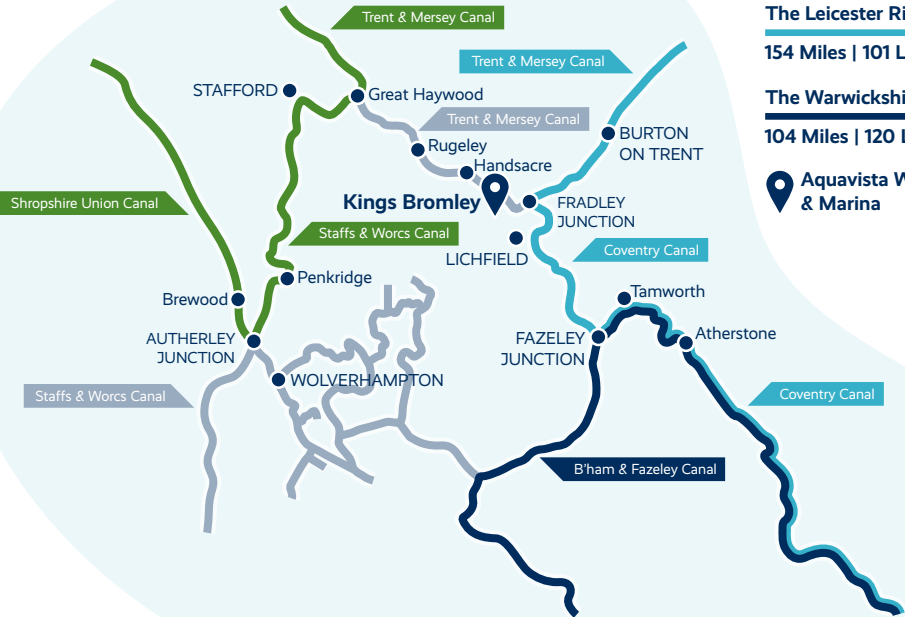 Trent & Mersey Canal
The Leicester
154 Miles | 101
The Warwickshi
104 Miles | 120
Aquavista
& Marina
Trent & Mersey Canal
STAFFORD
Great Haywood
Trent & Mersey Canal
BURTON
ON TRENT
Rugeley
Handsacre
Kings Bromley
FRADLEY
JUNCTION
Shropshire Union Canal
Staffs & Worcs Canal
LICHFIELD
Coventry Canal
Penkridge
Tamworth
Brewood
AUTHERLEY
JUNCTION
FAZELEY
JUNCTION
Atherstone
WOLVERHAMPTON
Staffs & Worcs Canal
Coventry Canal
B'ham & Fazeley Canal